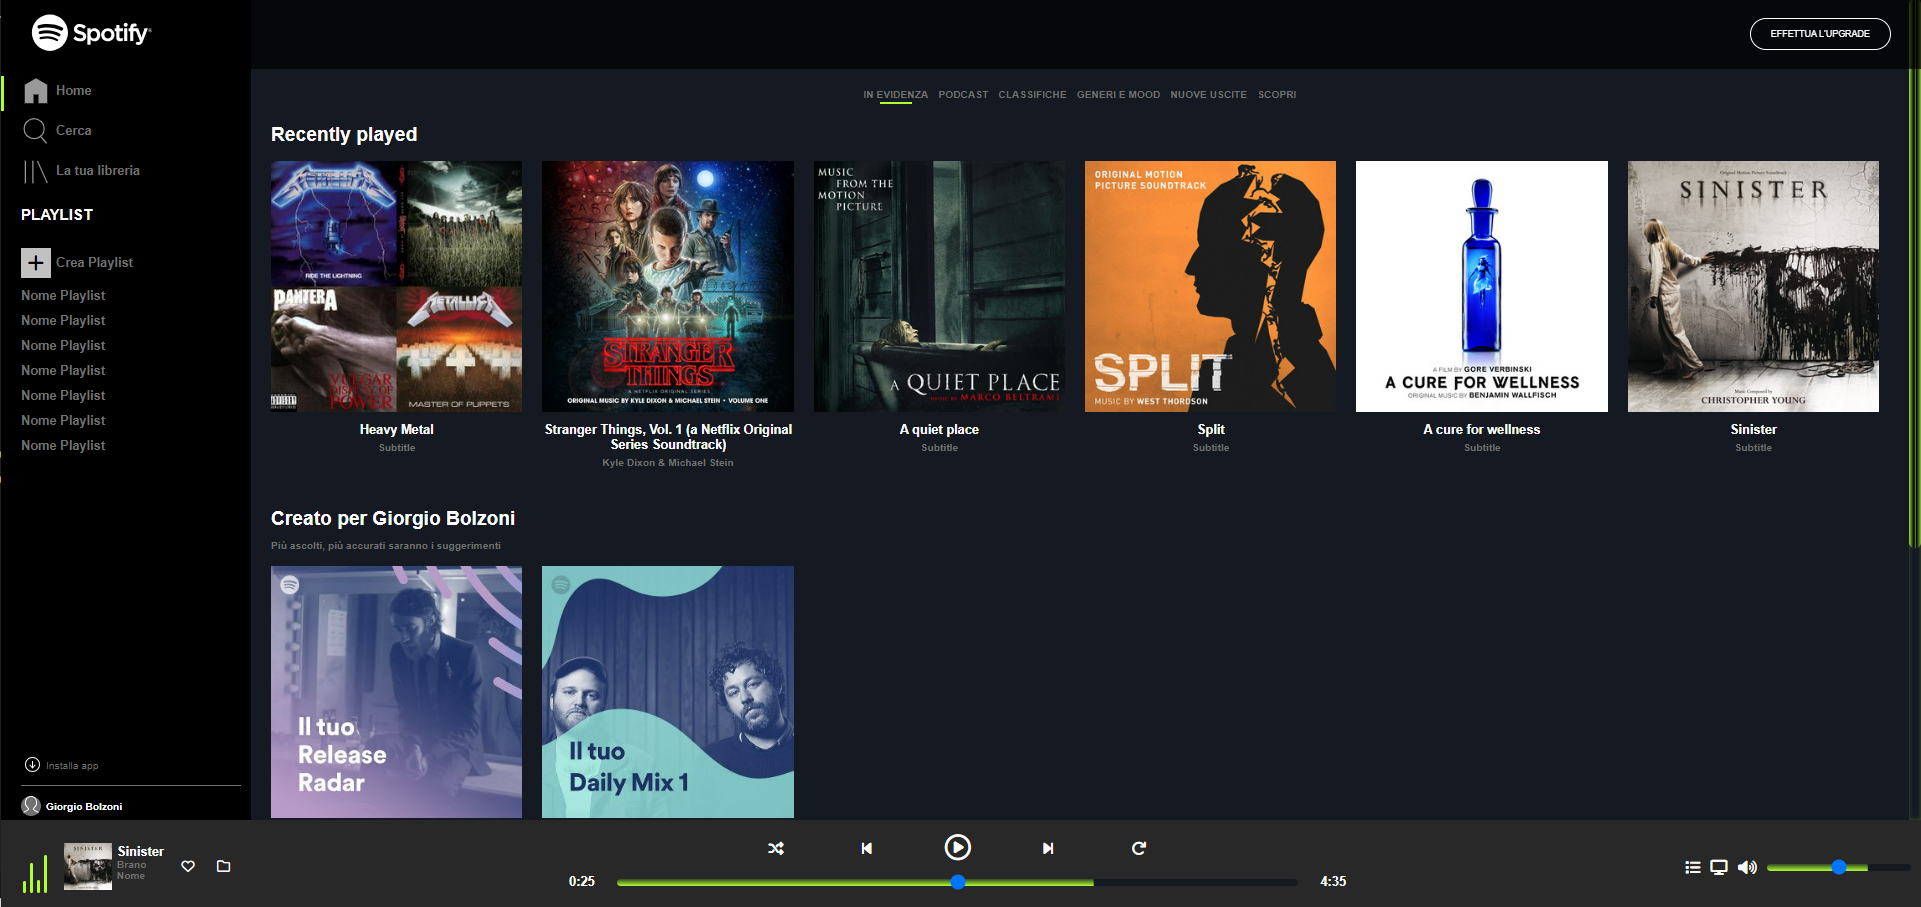 Spotify
EFFETTUA L'UPGRADE
Home
Cerca
La tua libreria
PLAYLIST
Crea Playlist
Nome Playlist
Nome Playlist
Nome Playlist
Nome Playlist
Nome Playlist
Nome Playlist
Nome Playlist
Installa app
Giorgio Bolzoni
IN EVIDENZA PODCAST CLASSIFICHE GENERI E MOOD NUOVE USCITE SCOPRI
Recently played
METALLICA
RIDE THE LIGHTNING
PANTERA
VULGAR
DISPLAY OF
POWER
METALLICA
MASTER OF PUPPETS
Heavy Metal
Subtitle
STRANGER
THINGS
A NETFLIX ORIGINAL SERIES
ORIGINAL MUSIC BY KYLE DIXON & MICHAEL STEIN • VOLUME ONE
Stranger Things, Vol. 1 (a Netflix Original
Series Soundtrack)
Kyle Dixon & Michael Stein
MUSIC
FROM THE
MOTION
PICTURE
A QUIET PLACE
MUSIC BY MARCO BELTRAMI
A quiet place
Subtitle
ORIGINAL MOTION
PICTURE SOUNDTRACK
SPLIT
MUSIC BY WEST THORDSON
Split
Subtitle
A FILM BY GORE VERBINSKI
A CURE FOR WELLNESS
ORIGINAL MUSIC BY BENJAMIN WALLFISCH
A cure for wellness
Subtitle
Original Motion Picture Soundtrack
SINISTER
Music Composed by
CHRISTOPHER YOUNG
Sinister
Subtitle
Creato per Giorgio Bolzoni
Più ascolti, più accurati saranno i suggerimenti
Il tuo
Release
Radar
Il tuo
Daily Mix 1
SINISTER
Sinister
Brano
Nome
0:25
4:35